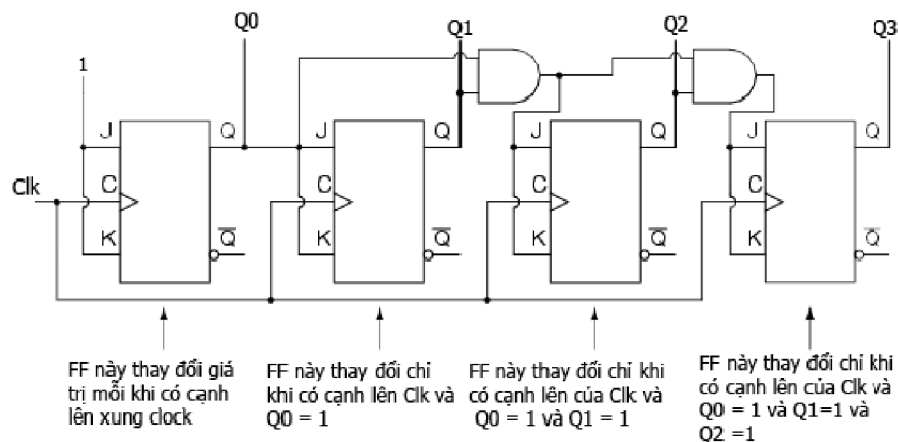 Q0
Q1
Q2
Q3
1
J
Q
J
Q
J
Q
J
Q
Clk
C
C
C
C
K
Q̅
K
Q̅
K
Q̅
K
Q̅
FF này thay đổi giá
trị mỗi khi có cạnh
lên xung clock
FF này thay đổi chỉ
khi có cạnh lên Clk và
Q0 = 1
FF này thay đổi chỉ khi
có cạnh lên của Clk và
Q0 = 1 và Q1 = 1
FF này thay đổi chỉ khi
có cạnh lên của Clk và
Q0 = 1 và Q1=1 và
Q2 =1